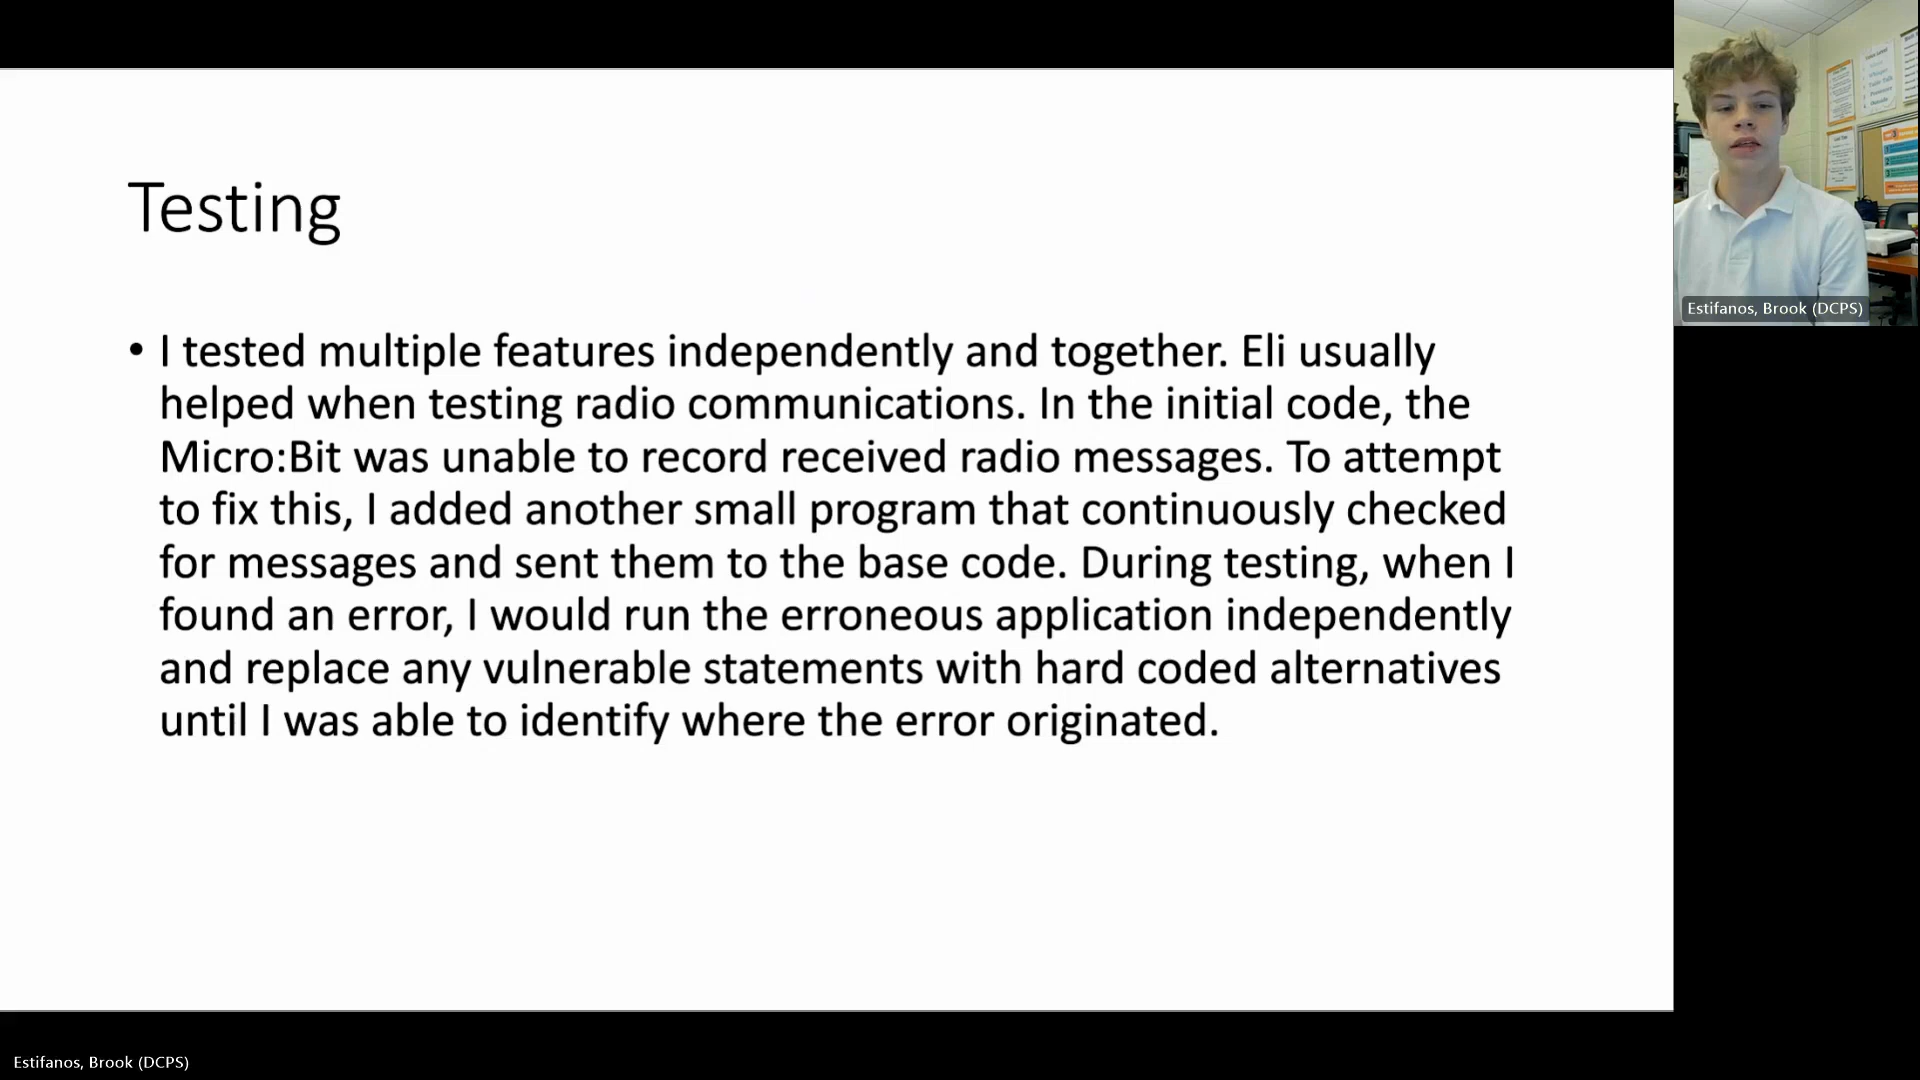 Testing
• I tested multiple features independently and together. Eli usually
helped when testing radio communications. In the initial code, the
Micro:Bit was unable to record received radio messages. To attempt
to fix this, I added another small program that continuously checked
for messages and sent them to the base code. During testing, when I
found an error, I would run the erroneous application independently
and replace any vulnerable statements with hard coded alternatives
until I was able to identify where the error originated.
Estifanos, Brook (DCPS)
Estifanos, Brook (DCPS)